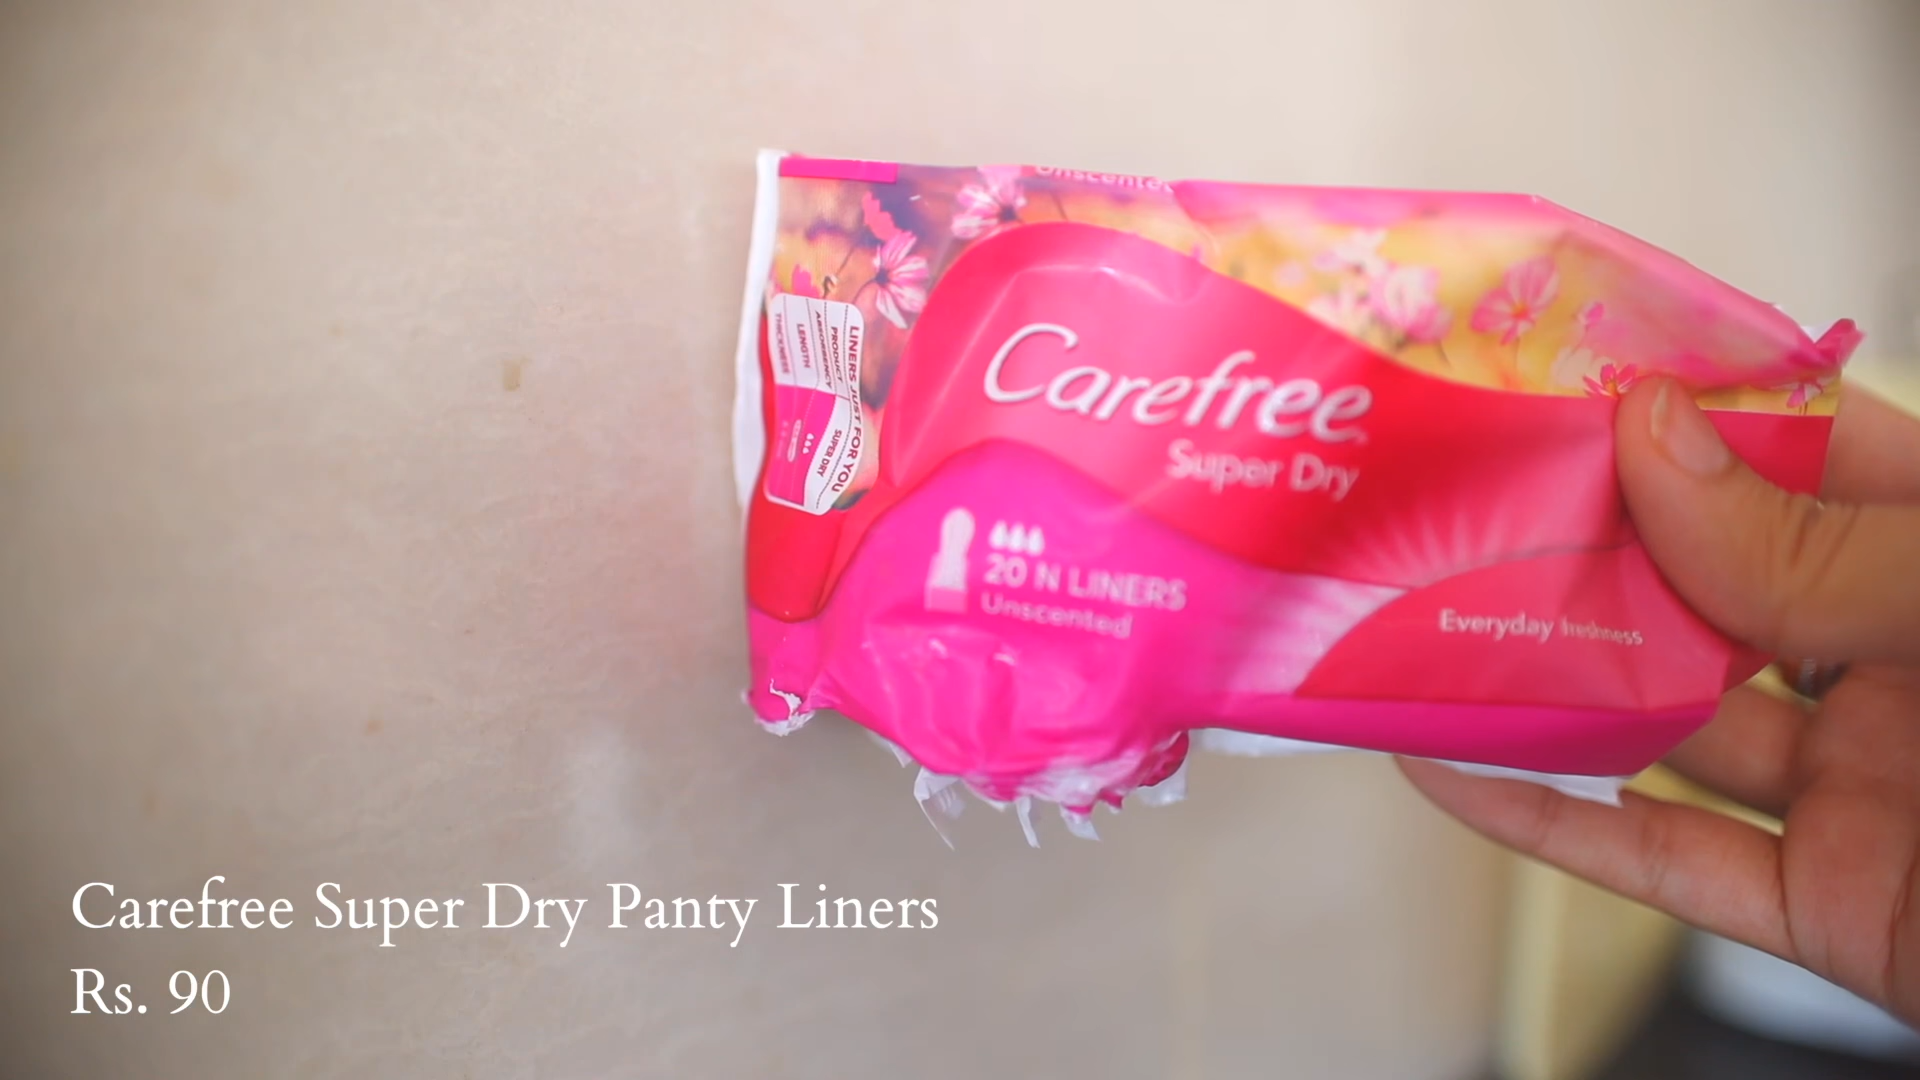 Unscented
Carefree
Super Dry
LINERS JUST FOR YOU
SUPER DRY
PRODUCT
ABSORBENCY
LENGTH
THICKNESS
20 N LINERS
Unscented
Everyday freshness
Carefree Super Dry Panty Liners
Rs. 90